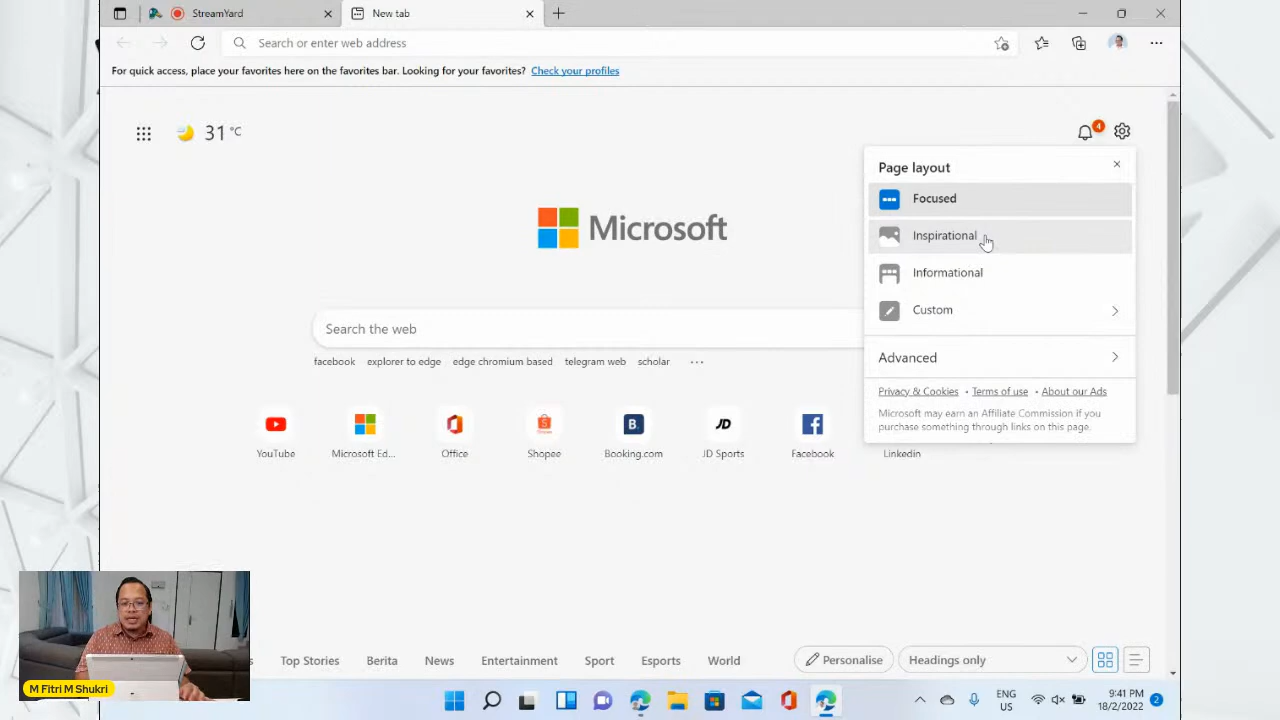 StreamYard
New tab
Search or enter web address
For quick access, place your favorites here on the favorites bar. Looking for your favorites? Check your profiles
31 °C
4
Page layout
Focused
Inspirational
Informational
Custom
Advanced
Privacy & Cookies • Terms of use • About our Ads
Microsoft may earn an Affiliate Commission if you
purchase something through links on this page.
Microsoft
Search the web
facebook explorer to edge edge chromium based telegram web scholar ...
YouTube Microsoft Ed... Office Shopee Booking.com JD Sports Facebook Linkedin
Top Stories Berita News Entertainment Sport Esports World Personalise Headings only
M Fitri M Shukri
ENG
US
9:41 PM
18/2/2022
2